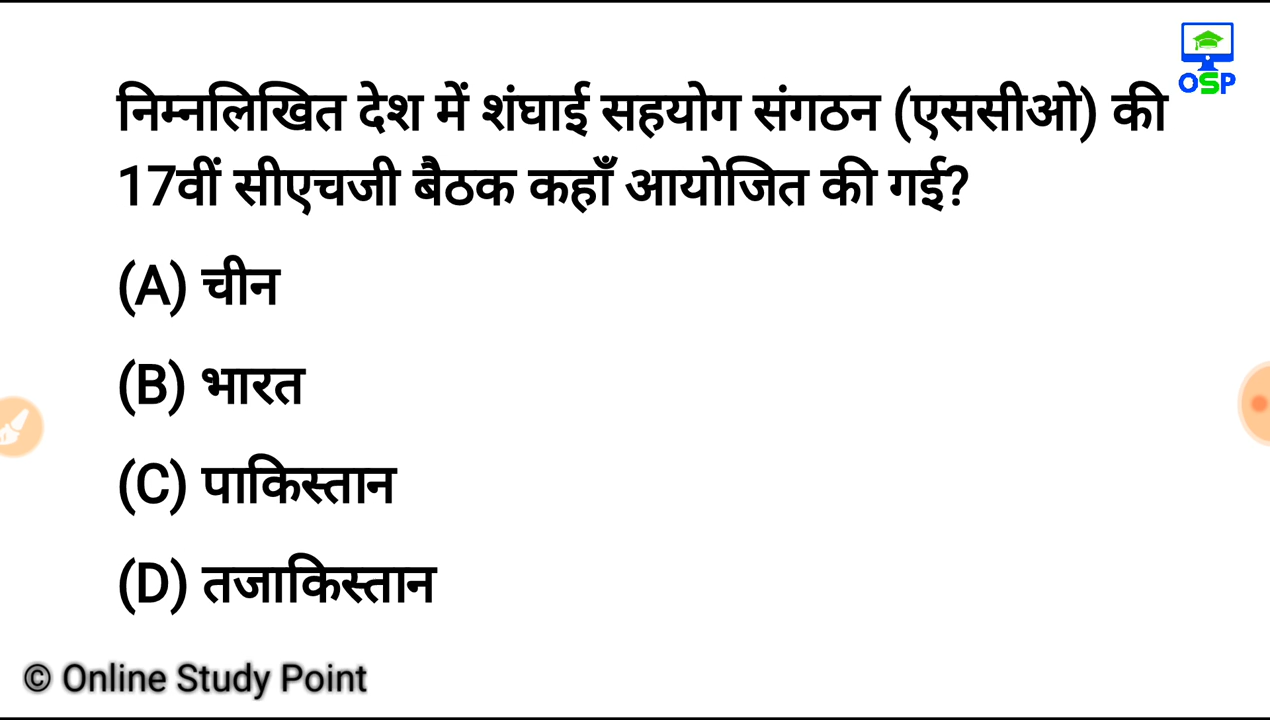 OSP
निम्नलिखित देश में शंघाई सहयोग संगठन (एससीओ) की
17वीं सीएचजी बैठक कहाँ आयोजित की गई?
(A) चीन
(B) भारत
(C) पाकिस्तान
(D) तजाकिस्तान
© Online Study Point